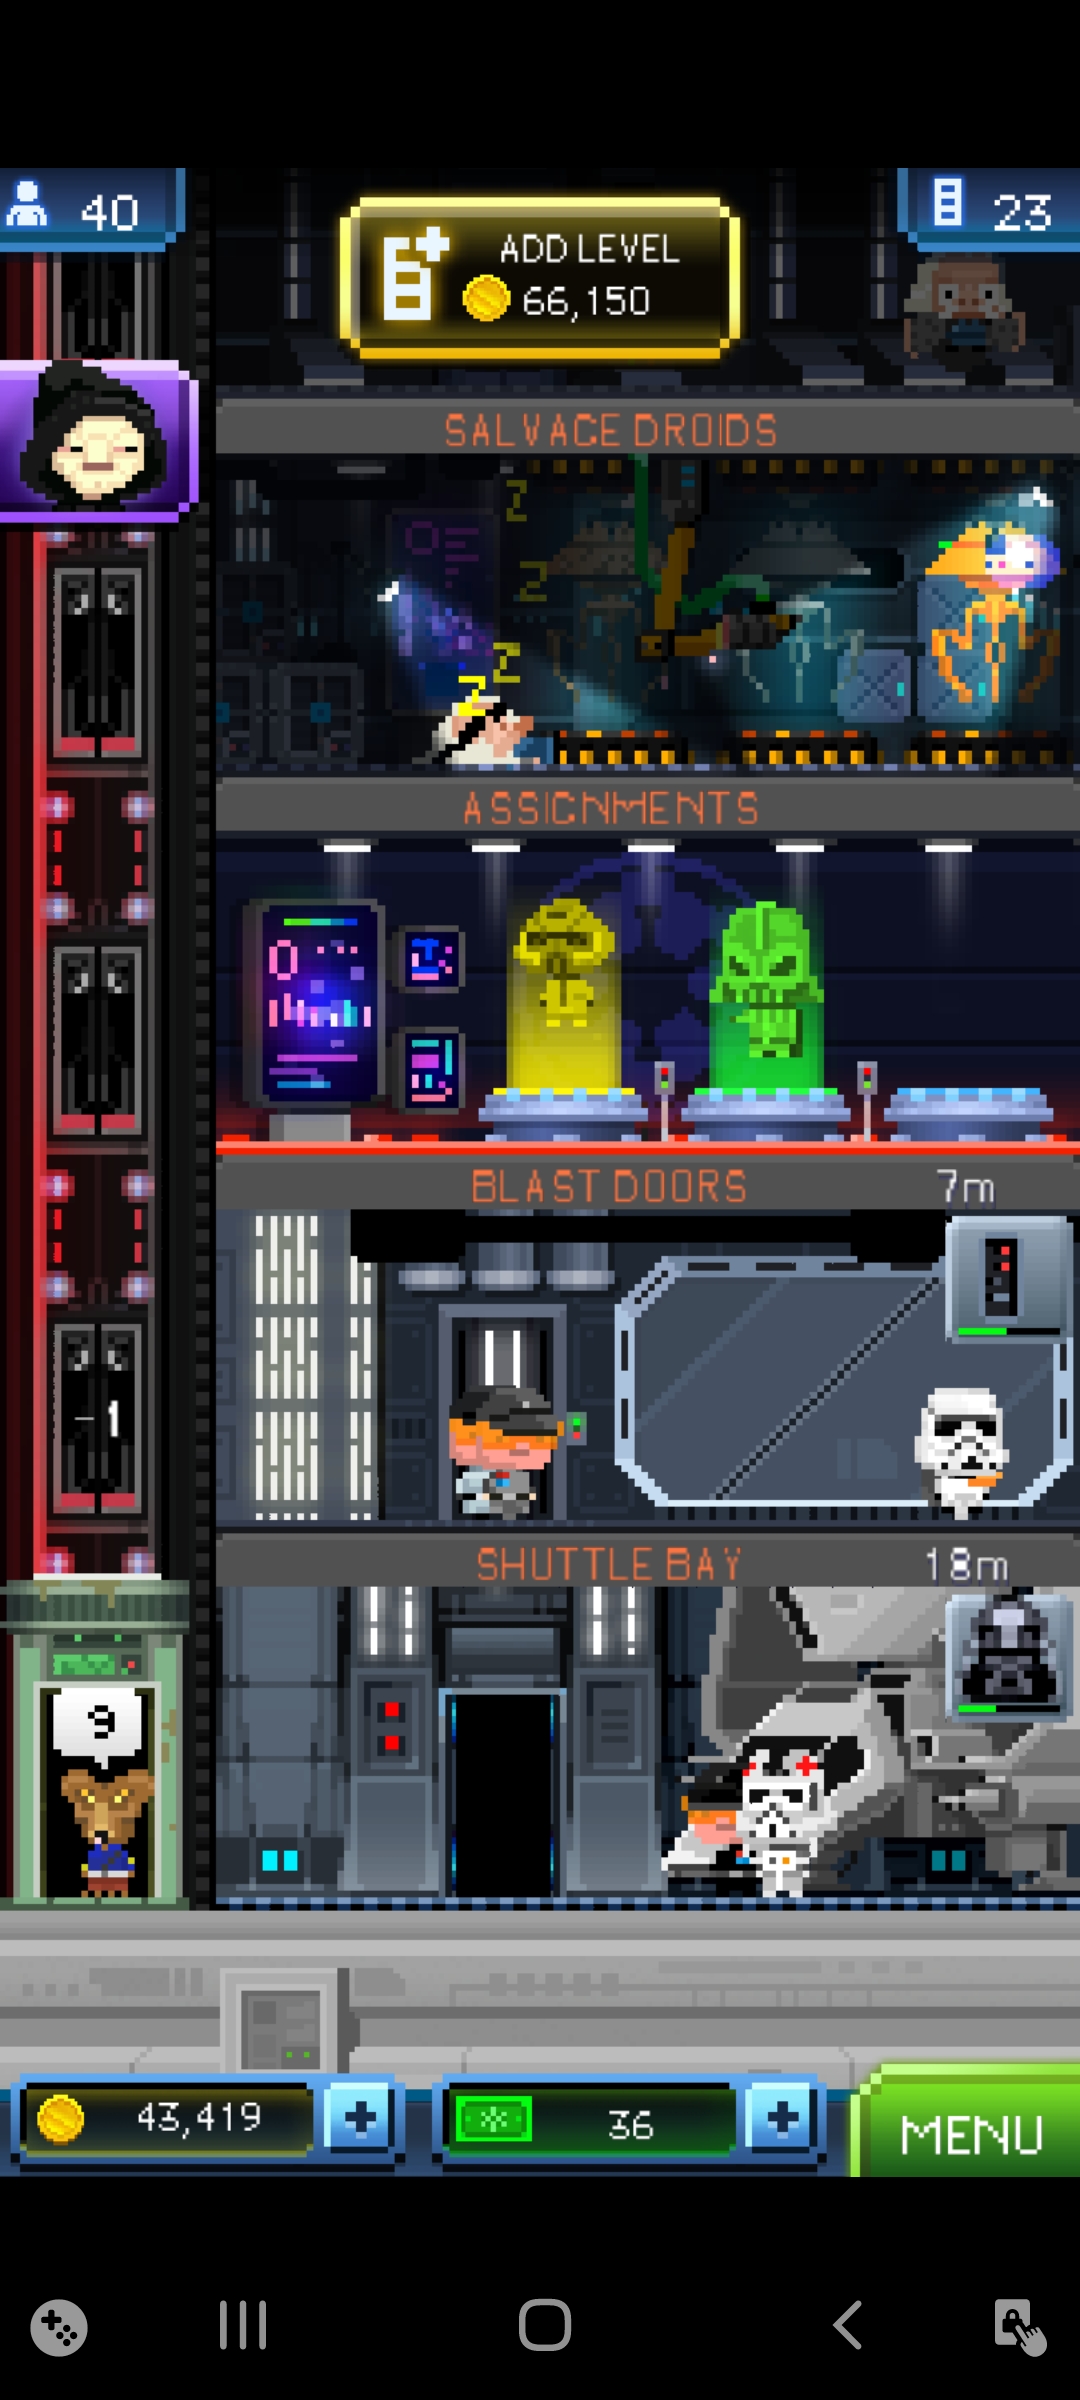 40
ADD LEVEL
66,150
23
SALVAGE DROIDS
Z
Z
Z
Z
ASSIGNMENTS
BLAST DOORS 7m
-1
SHUTTLE BAY 18m
9
43,419
36
MENU